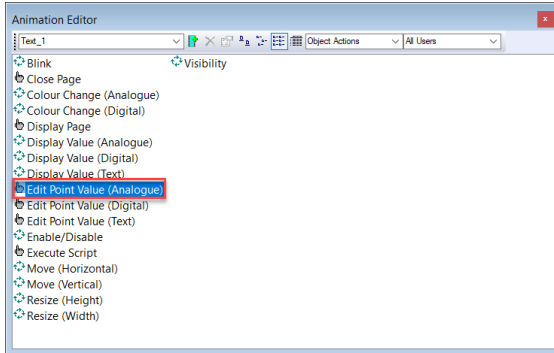 Animation Editor
x
Text_1 Object Actions All Users
Blink
Close Page
Colour Change (Analogue)
Colour Change (Digital)
Display Page
Display Value (Analogue)
Display Value (Digital)
Display Value (Text)
Edit Point Value (Analogue)
Edit Point Value (Digital)
Edit Point Value (Text)
Enable/Disable
Execute Script
Move (Horizontal)
Move (Vertical)
Resize (Height)
Resize (Width)
Visibility